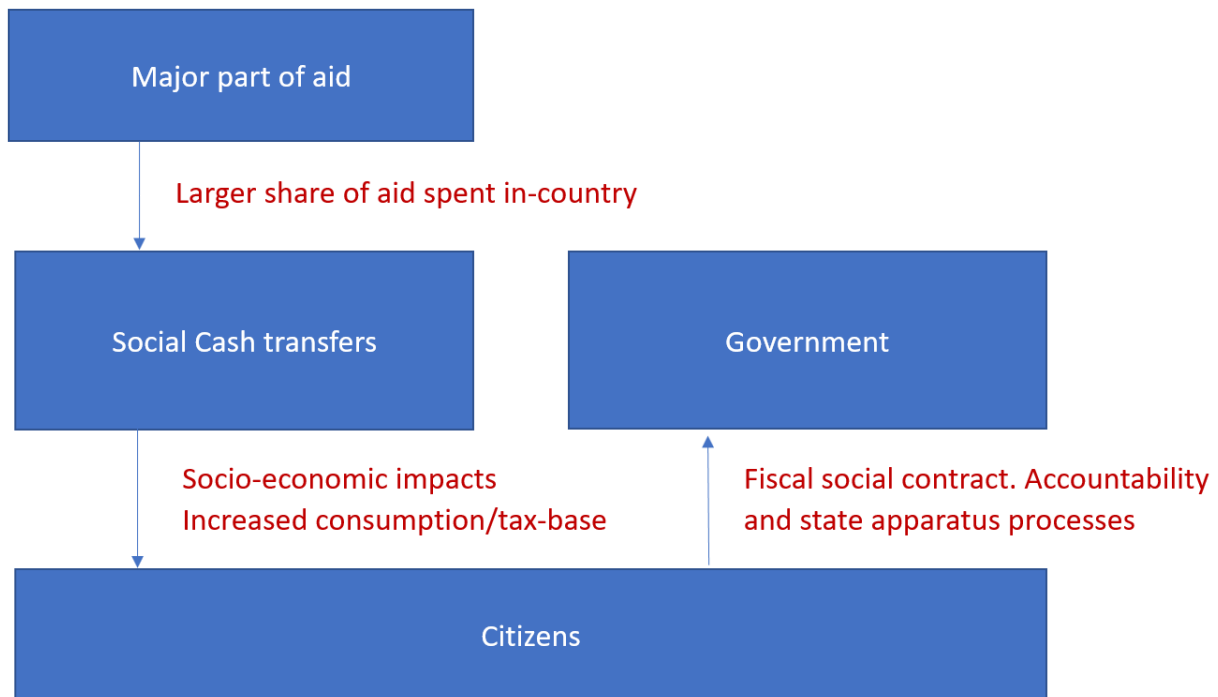 Major part of aid
Larger share of aid spent in-country
Social Cash transfers
Government
Socio-economic impacts
Increased consumption/tax-base
Fiscal social contract. Accountability
and state apparatus processes
Citizens